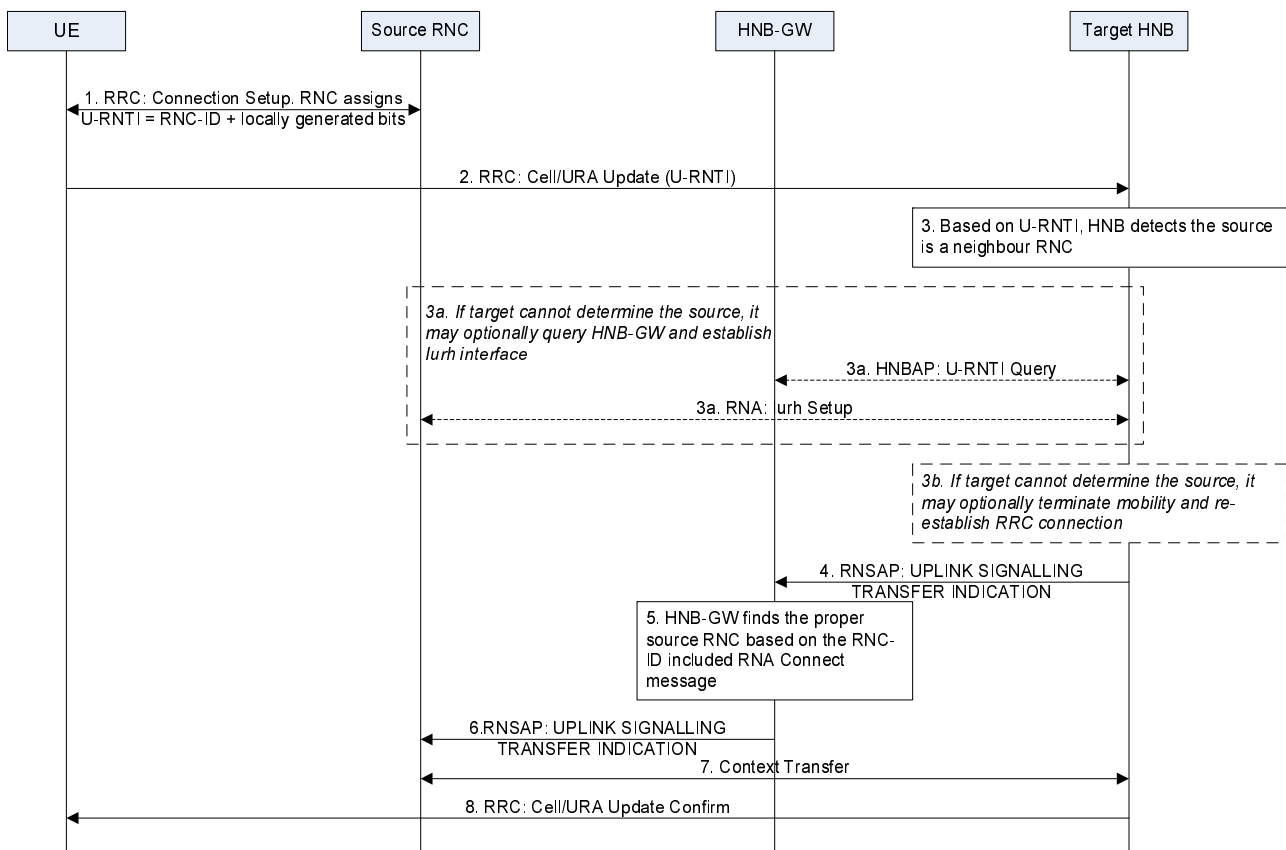 UE
Source RNC
HNB-GW
Target HNB
1. RRC: Connection Setup. RNC assigns
U-RNTI = RNC-ID + locally generated bits
2. RRC: Cell/URA Update (U-RNTI)
3. Based on U-RNTI, HNB detects the source
is a neighbour RNC
3a. If target cannot determine the source, it
may optionally query HNB-GW and establish
Iurh interface
3a. HNBAP: U-RNTI Query
3a. RNA: Iurh Setup
3b. If target cannot determine the source, it
may optionally terminate mobility and re-
establish RRC connection
4. RNSAP: UPLINK SIGNALLING
TRANSFER INDICATION
5. HNB-GW finds the proper
source RNC based on the RNC-
ID included RNA Connect
message
6.RNSAP: UPLINK SIGNALLING
TRANSFER INDICATION
7. Context Transfer
8. RRC: Cell/URA Update Confirm